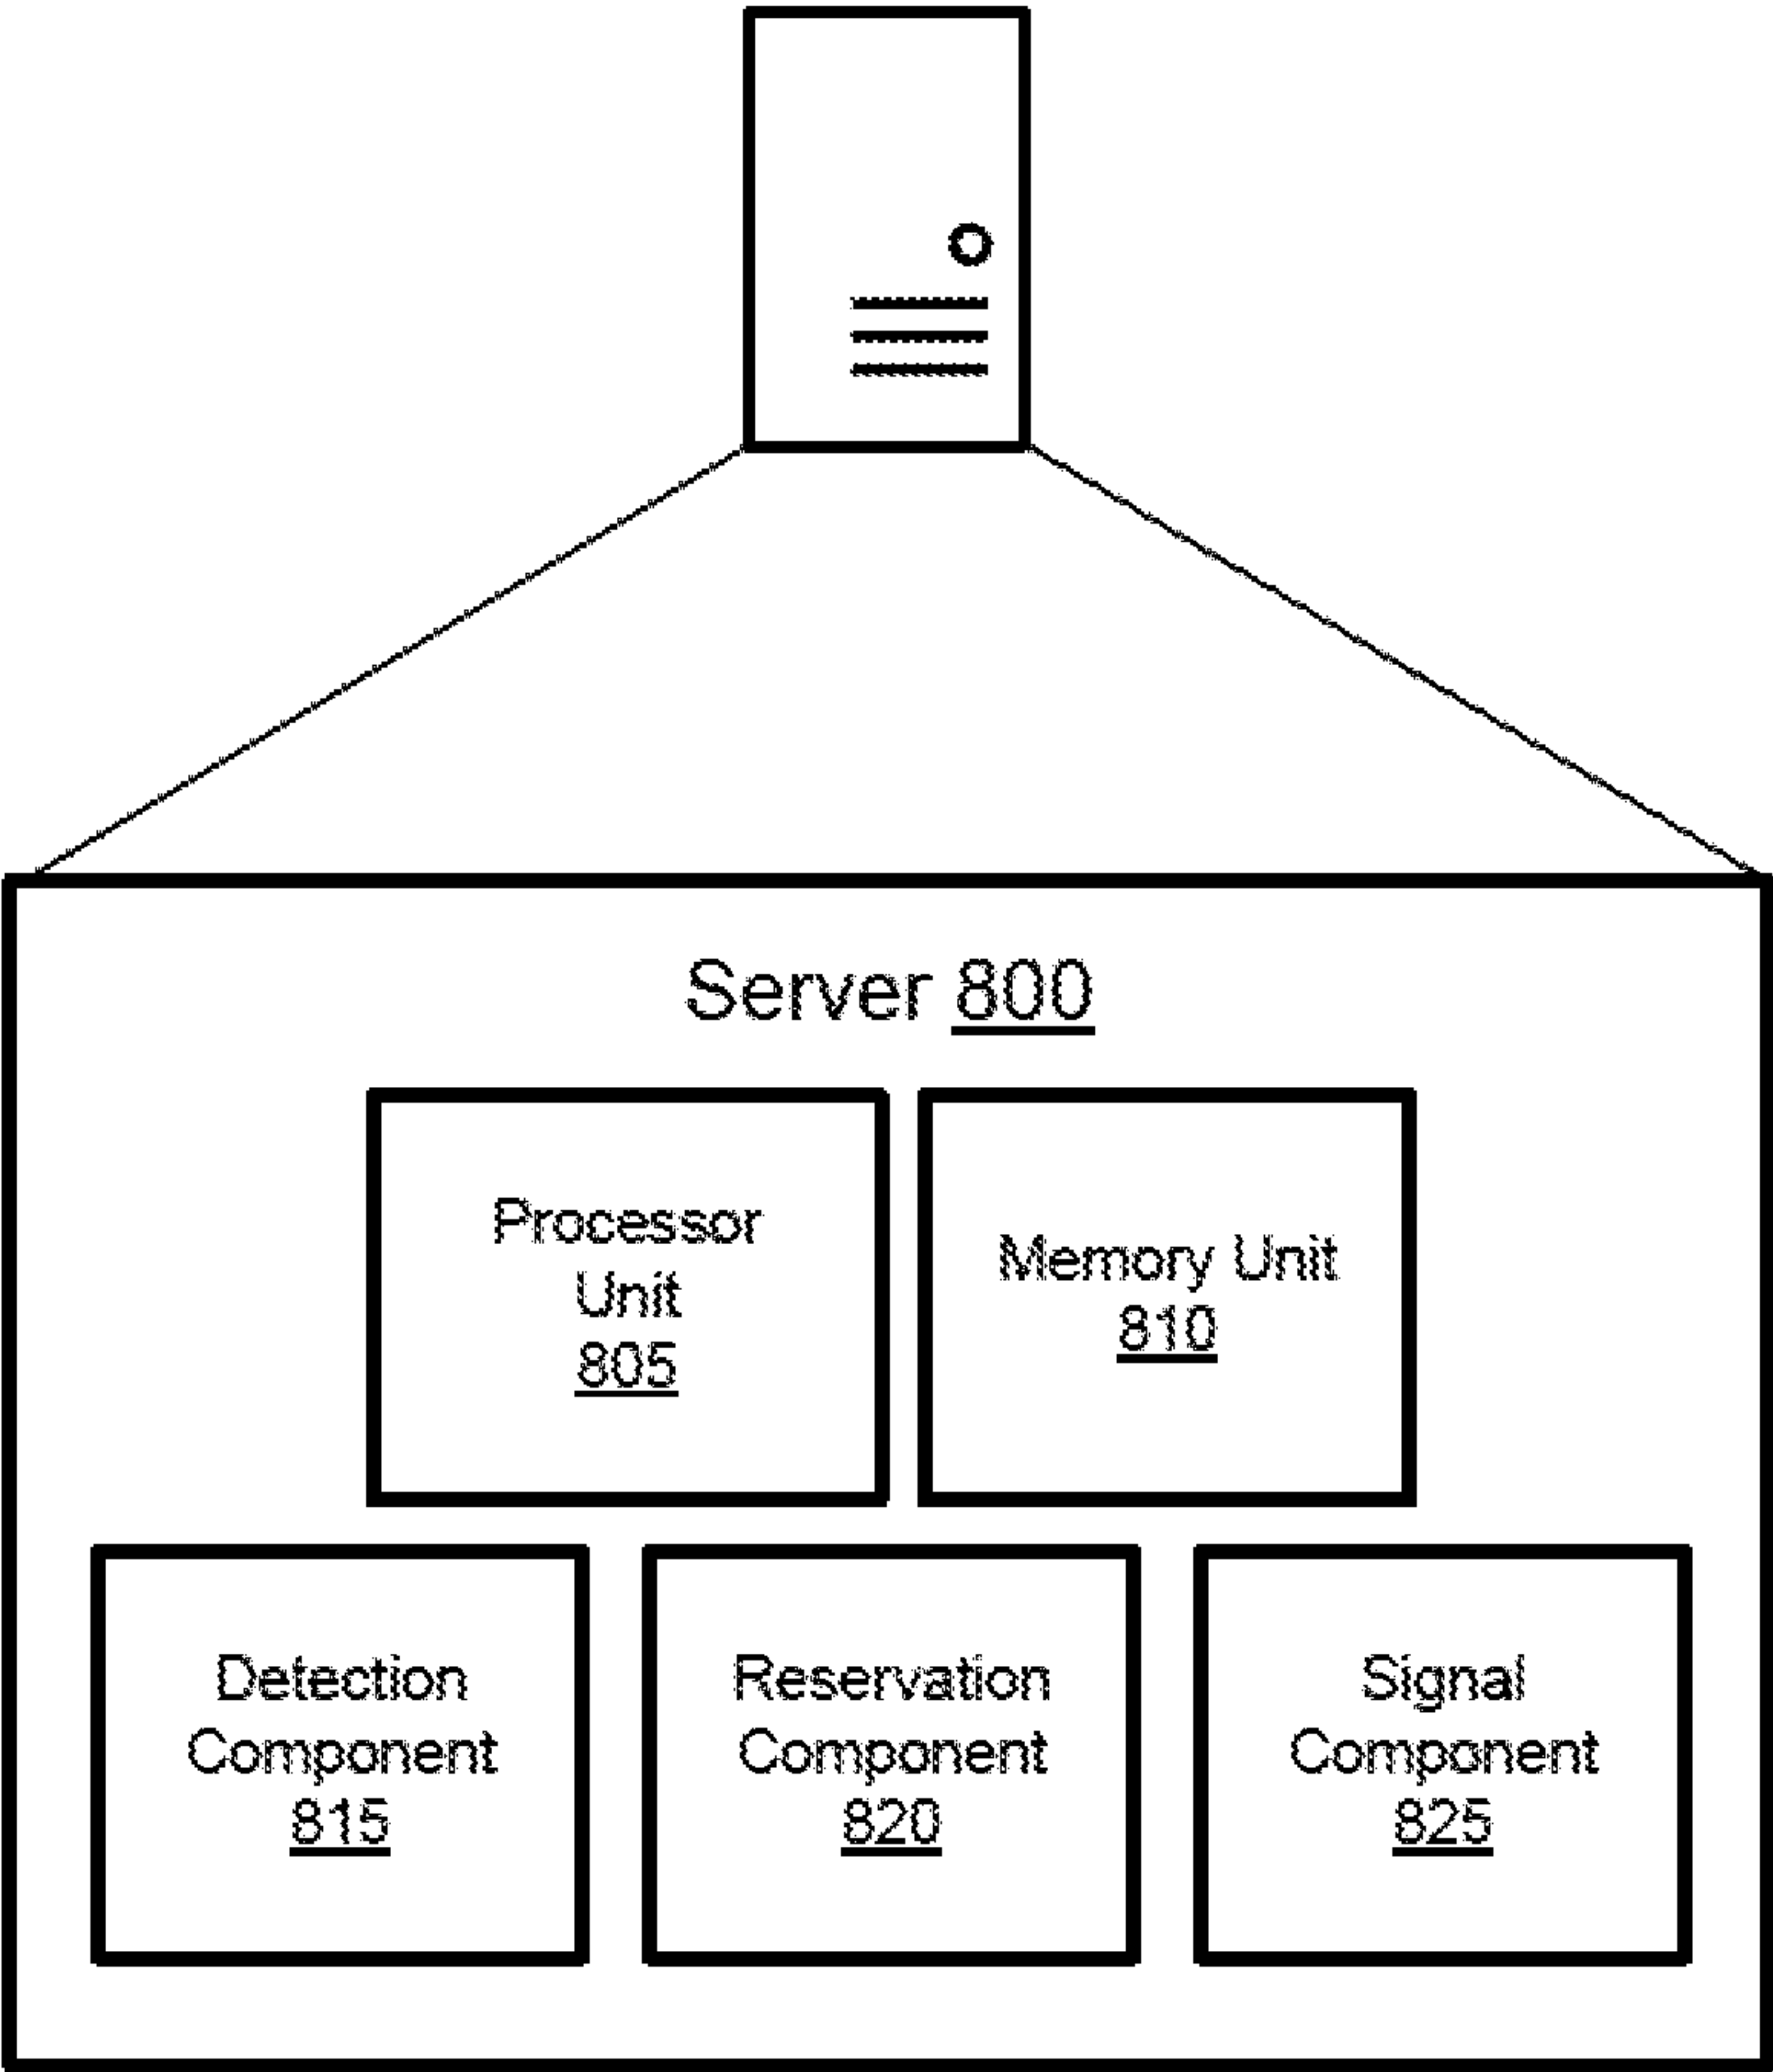 Server 800
Processor
Unit
805
Memory Unit
810
Detection
Component
815
Reservation
Component
820
Signal
Component
825